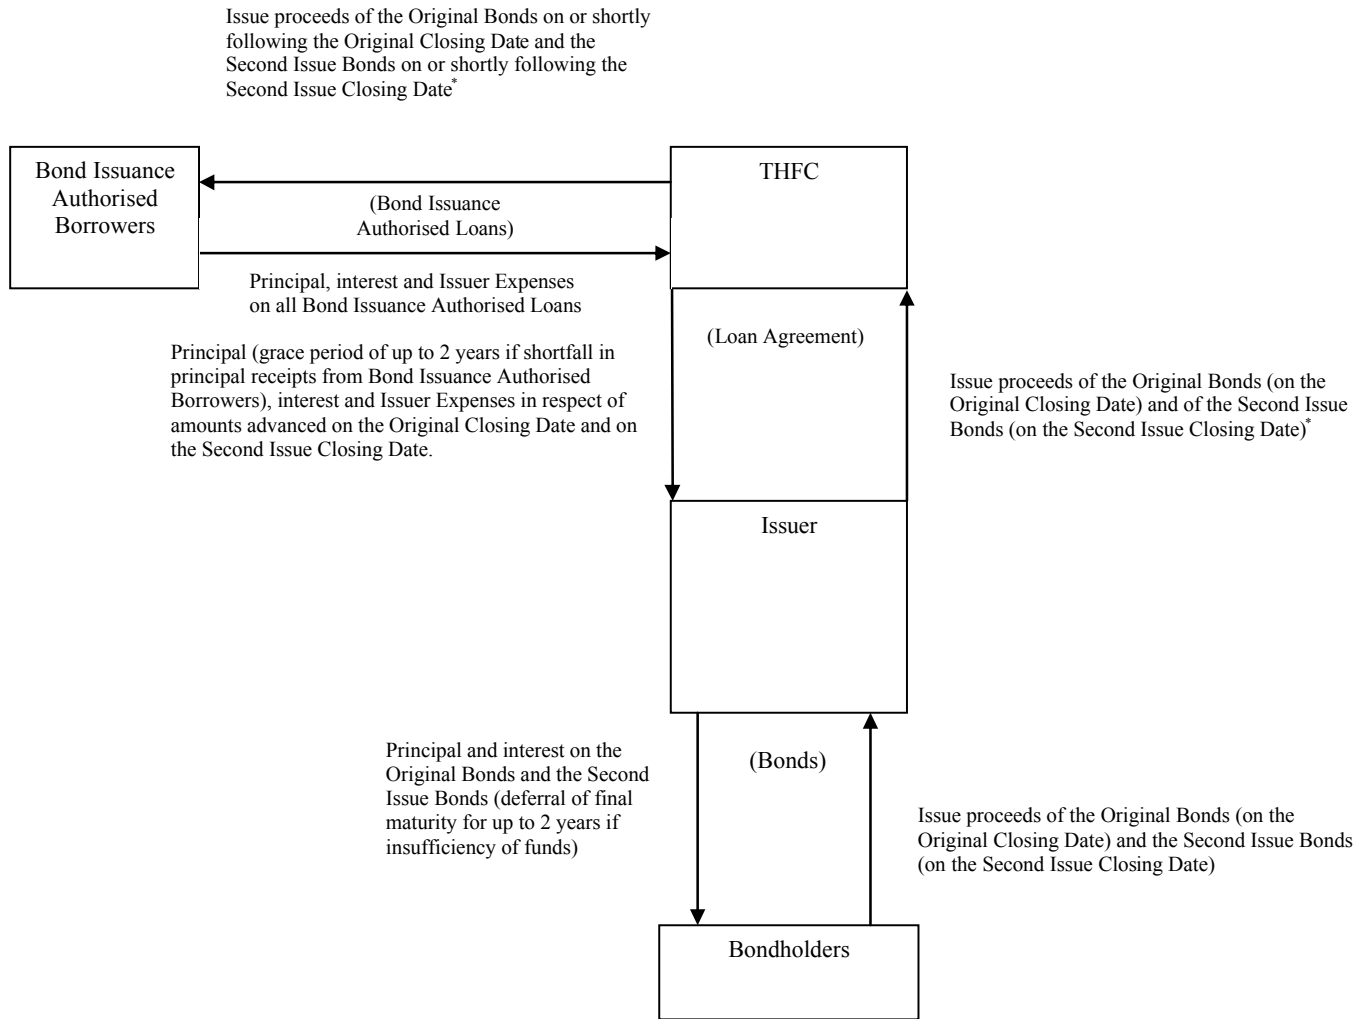 Issue proceeds of the Original Bonds on or shortly
following the Original Closing Date and the
Second Issue Bonds on or shortly following the
Second Issue Closing Date*
Bond Issuance
Authorised
Borrowers
THFC
(Bond Issuance
Authorised Loans)
Principal, interest and Issuer Expenses
on all Bond Issuance Authorised Loans
(Loan Agreement)
Principal (grace period of up to 2 years if shortfall in
principal receipts from Bond Issuance Authorised
Borrowers), interest and Issuer Expenses in respect of
amounts advanced on the Original Closing Date and on
the Second Issue Closing Date.
Issue proceeds of the Original Bonds (on the
Original Closing Date) and of the Second Issue
Bonds (on the Second Issue Closing Date)*
Issuer
Principal and interest on the
Original Bonds and the Second
Issue Bonds (deferral of final
maturity for up to 2 years if
insufficiency of funds)
(Bonds)
Issue proceeds of the Original Bonds (on the
Original Closing Date) and the Second Issue Bonds
(on the Second Issue Closing Date)
Bondholders